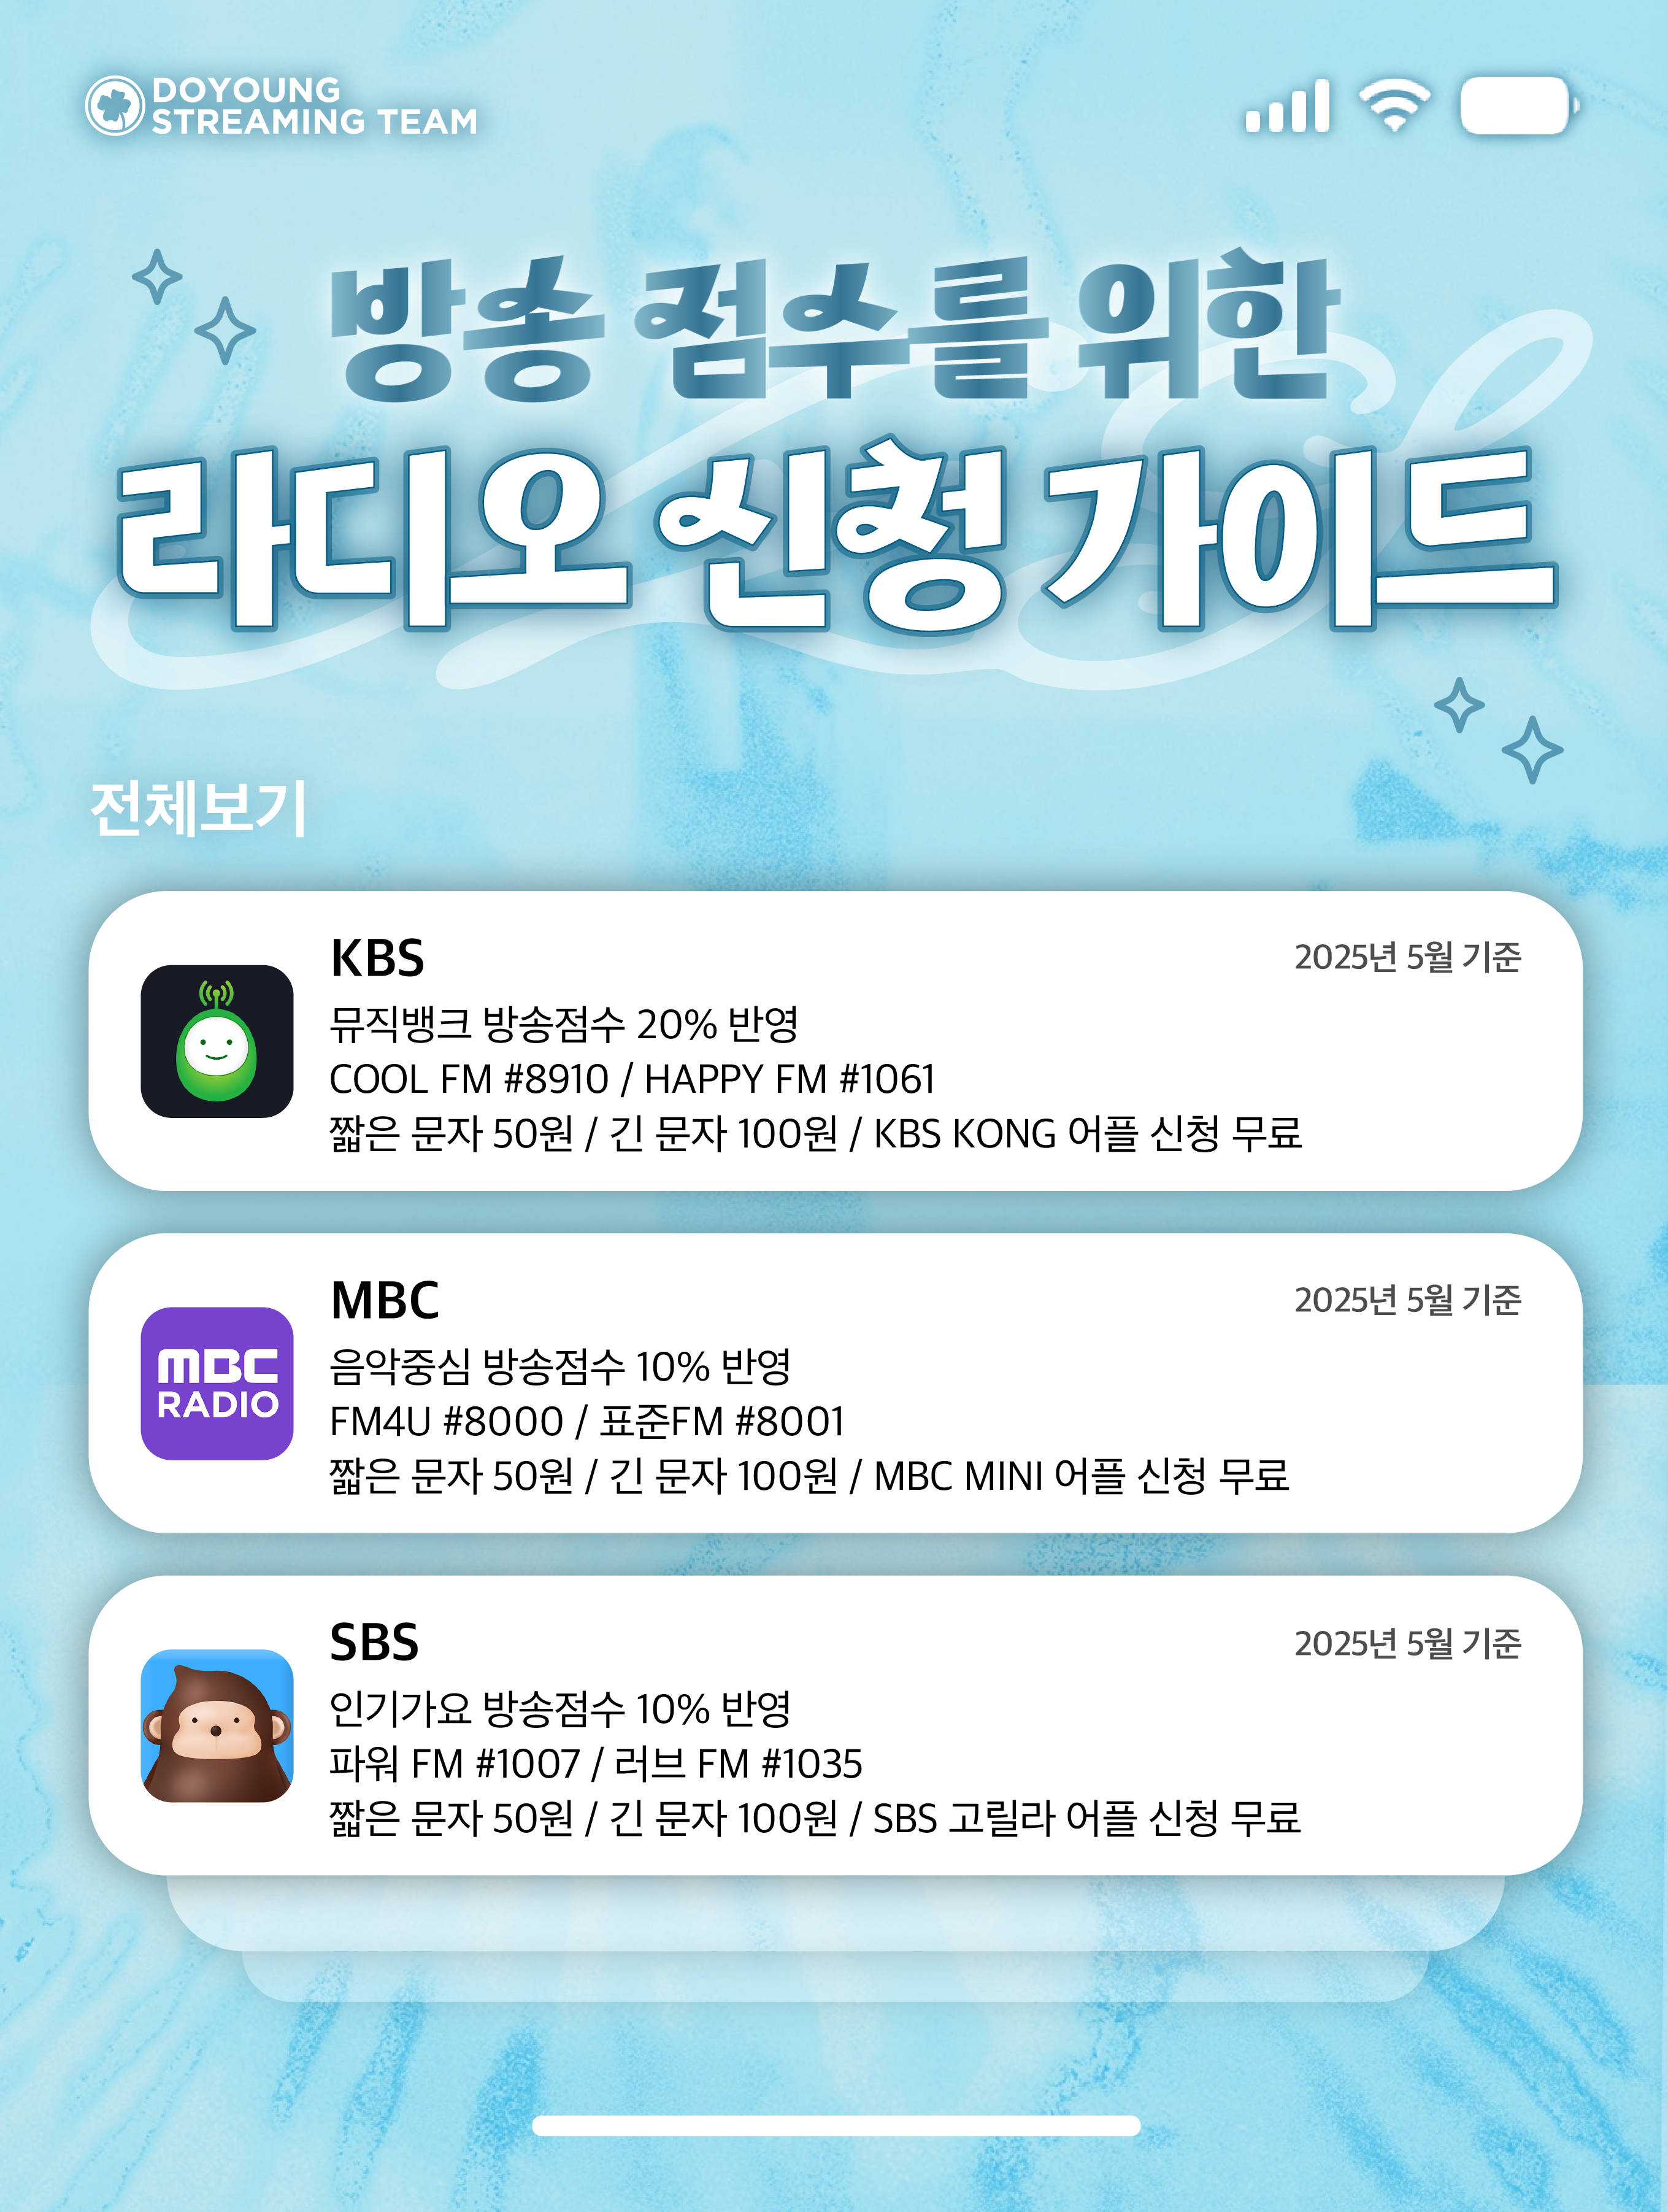 DOYOUNG
STREAMING TEAM
방송 점수를 위한
라디오 신청 가이드
전체보기
KBS
2025년 5월 기준
뮤직뱅크 방송점수 20% 반영
COOL FM #8910 / HAPPY FM #1061
짧은 문자 50원 / 긴 문자 100원 / KBS KONG 어플 신청 무료
MBC RADIO
MBC
2025년 5월 기준
음악중심 방송점수 10% 반영
FM4U #8000 / 표준FM #8001
짧은 문자 50원 / 긴 문자 100원 / MBC MINI 어플 신청 무료
SBS
2025년 5월 기준
인기가요 방송점수 10% 반영
파워 FM #1007 / 러브 FM #1035
짧은 문자 50원 / 긴 문자 100원 / SBS 고릴라 어플 신청 무료